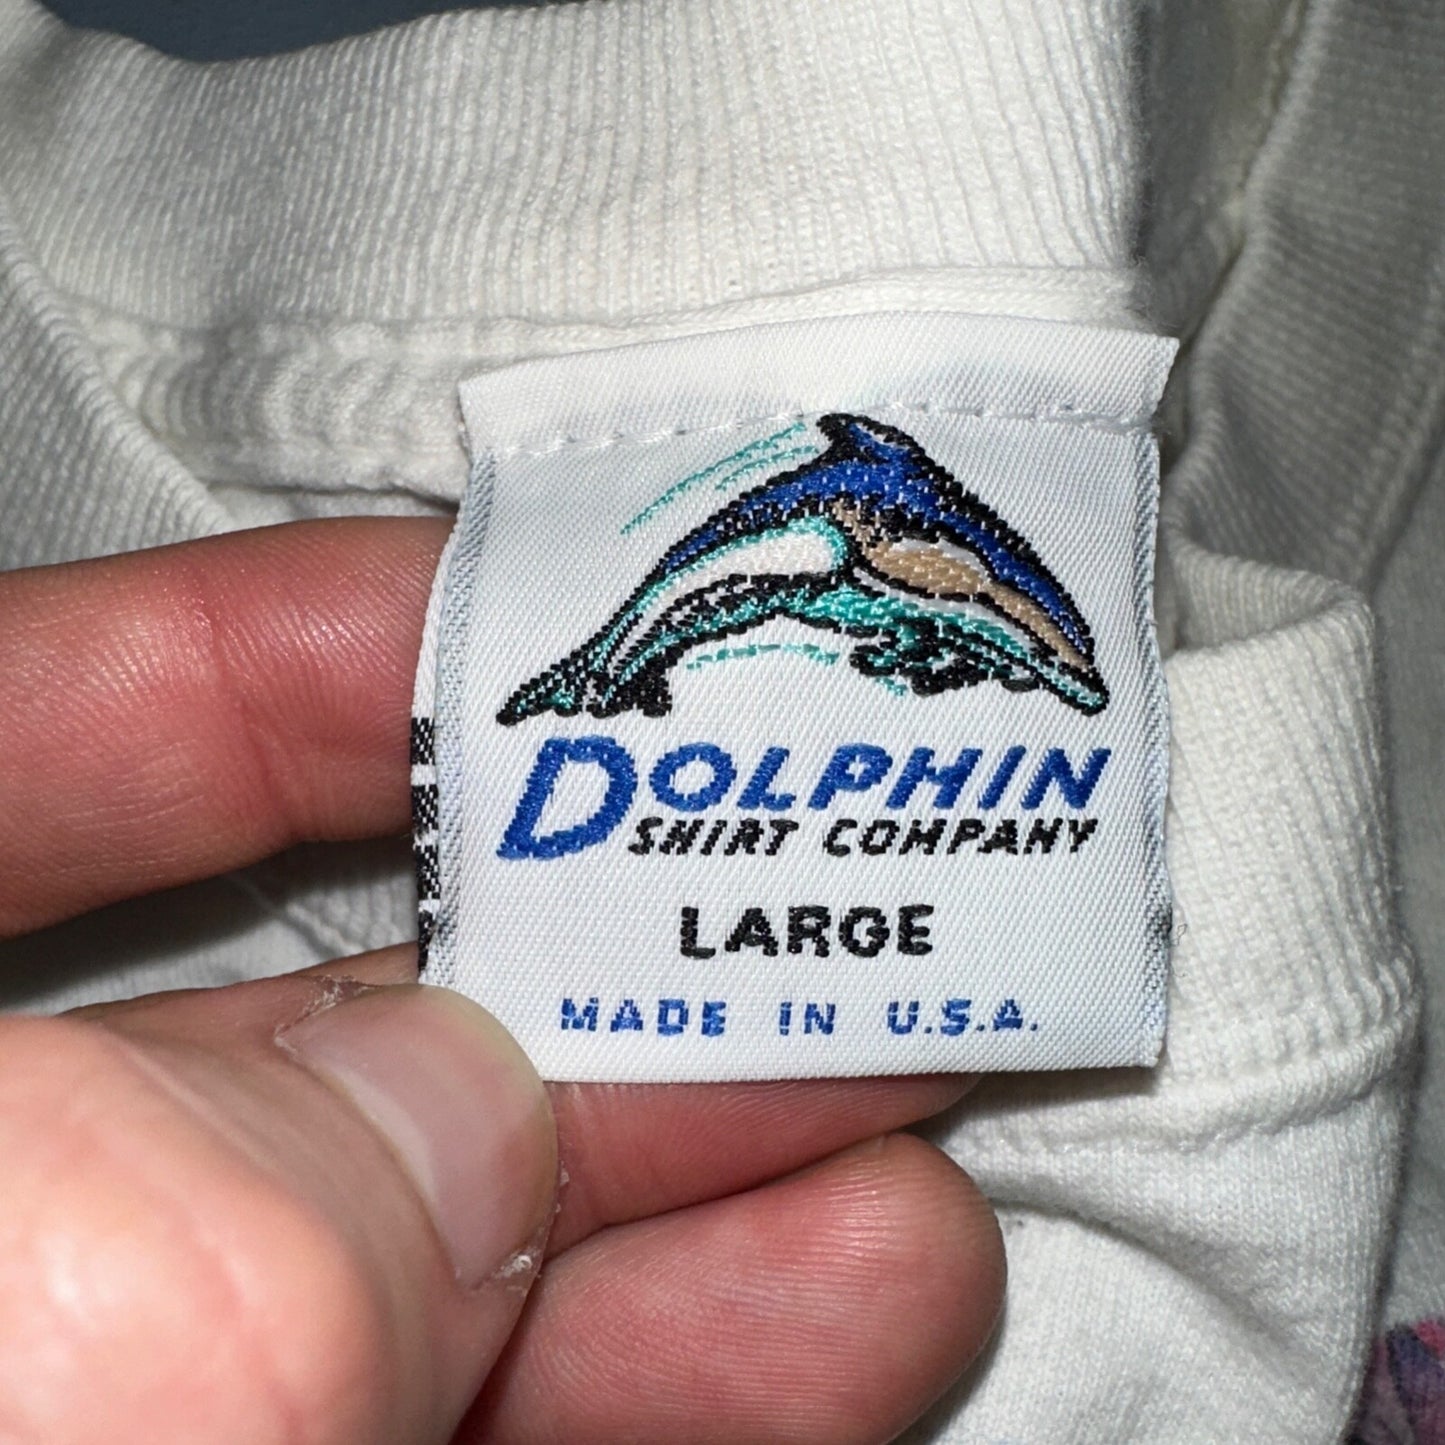 DOLPHIN
SHIRT COMPANY
LARGE
MADE IN U.S.A.